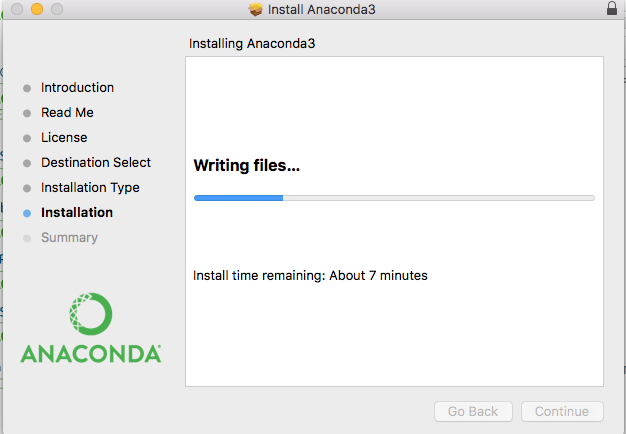 Install Anaconda3
Installing Anaconda3
Introduction
Read Me
License
Destination Select
Installation Type
Installation
Summary
Writing files...
Install time remaining: About 7 minutes
ANACONDA
Go Back
Continue